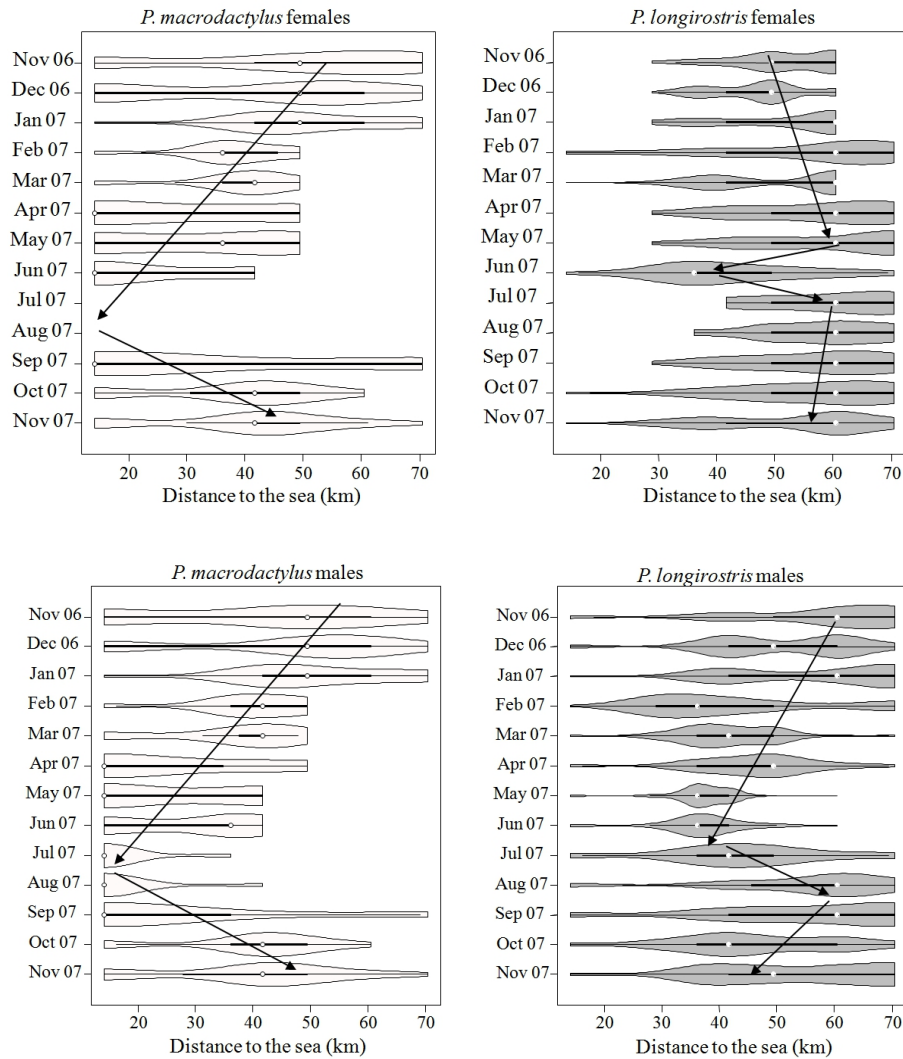 P. macrodactylus females
Nov 06
Dec 06
Jan 07
Feb 07
Mar 07
Apr 07
May 07
Jun 07
Jul 07
Aug 07
Sep 07
Oct 07
Nov 07
20 30 40 50 60 70
Distance to the sea (km)
P. longirostris females
Nov 06
Dec 06
Jan 07
Feb 07
Mar 07
Apr 07
May 07
Jun 07
Jul 07
Aug 07
Sep 07
Oct 07
Nov 07
20 30 40 50 60 70
Distance to the sea (km)
P. macrodactylus males
Nov 06
Dec 06
Jan 07
Feb 07
Mar 07
Apr 07
May 07
Jun 07
Jul 07
Aug 07
Sep 07
Oct 07
Nov 07
20 30 40 50 60 70
Distance to the sea (km)
P. longirostris males
Nov 06
Dec 06
Jan 07
Feb 07
Mar 07
Apr 07
May 07
Jun 07
Jul 07
Aug 07
Sep 07
Oct 07
Nov 07
20 30 40 50 60 70
Distance to the sea (km)